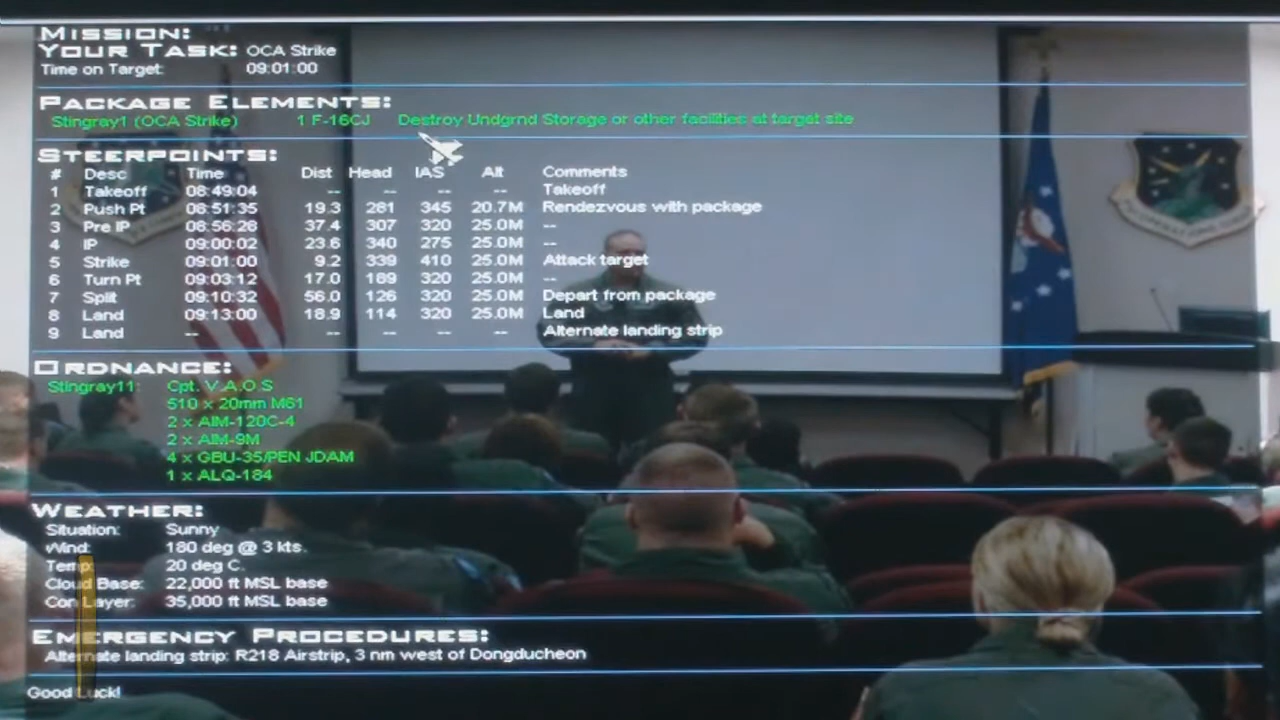 MISSION:
YOUR TASK: OCA Strike
Time on Target: 09:01:00
PACKAGE ELEMENTS:
Stingray1 (OCA Strike) 1 F-16CJ Destroy Undgrnd Storage or other facilities at target site
STEERPOINTS:
# Desc Time Dist Head IAS Alt Comments
1 Takeoff 08:49:04 -- -- -- -- Takeoff
2 Push Pt 08:51:35 19.3 281 345 20.7M Rendezvous with package
3 Pre IP 08:56:28 37.4 307 320 25.0M --
4 IP 09:00:02 23.6 340 275 25.0M --
5 Strike 09:01:00 9.2 339 410 25.0M Attack target
6 Turn Pt 09:03:12 17.0 189 320 25.0M --
7 Split 09:10:32 56.0 126 320 25.0M Depart from package
8 Land 09:13:00 18.9 114 320 25.0M Land
9 Land -- -- -- -- -- Alternate landing strip
ORDNANCE:
Stingray11: Cpt. V.A.O.S
510 x 20mm M61
2 x AIM-120C-4
2 x AIM-9M
4 x GBU-35/PEN JDAM
1 x ALQ-184
WEATHER:
Situation: Sunny
Wind: 180 deg @ 3 kts.
Temp: 20 deg C.
Cloud Base: 22,000 ft MSL base
Con Layer: 35,000 ft MSL base
EMERGENCY PROCEDURES:
Alternate landing strip: R218 Airstrip, 3 nm west of Dongducheon
Good Luck!